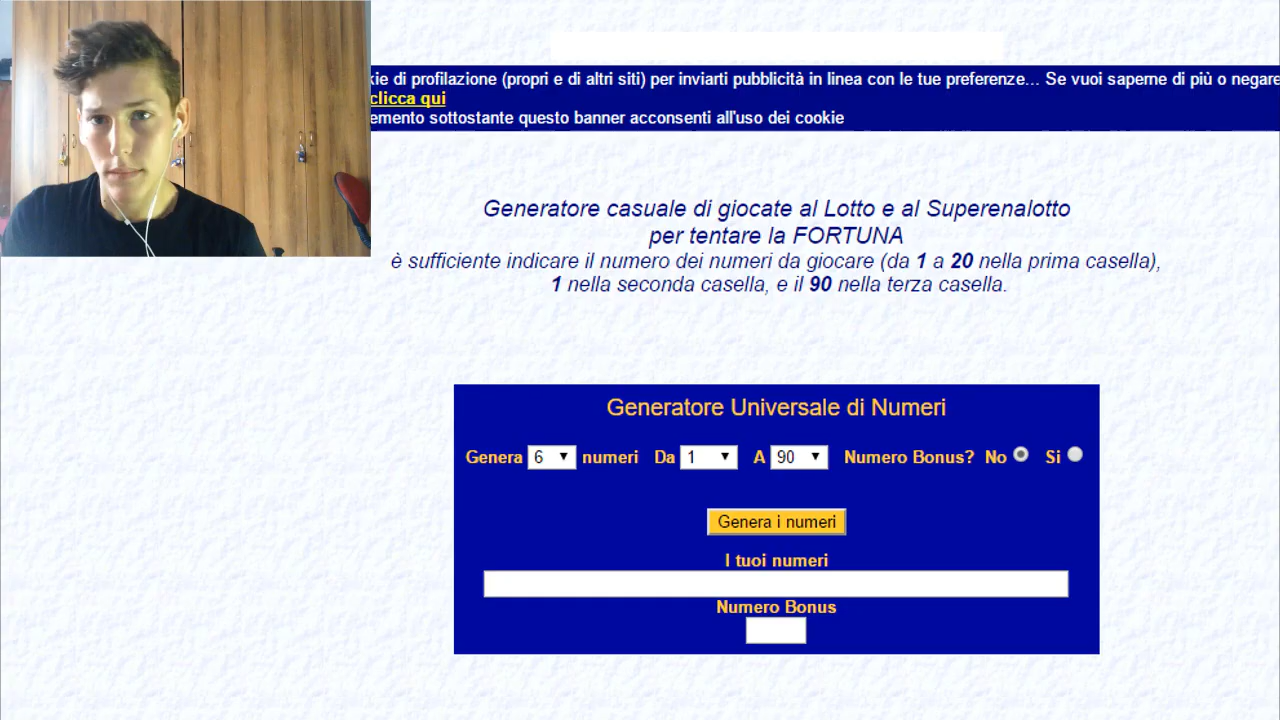 kie di profilazione (propri e di altri siti) per inviarti pubblicità in linea con le tue preferenze... Se vuoi saperne di più o negare
clicca qui
emento sottostante questo banner acconsenti all'uso dei cookie
Generatore casuale di giocate al Lotto e al Superenalotto
per tentare la FORTUNA
è sufficiente indicare il numero dei numeri da giocare (da 1 a 20 nella prima casella),
1 nella seconda casella, e il 90 nella terza casella.
Generatore Universale di Numeri
Genera 6 numeri Da 1 A 90 Numero Bonus? No Si
Genera i numeri
I tuoi numeri
Numero Bonus